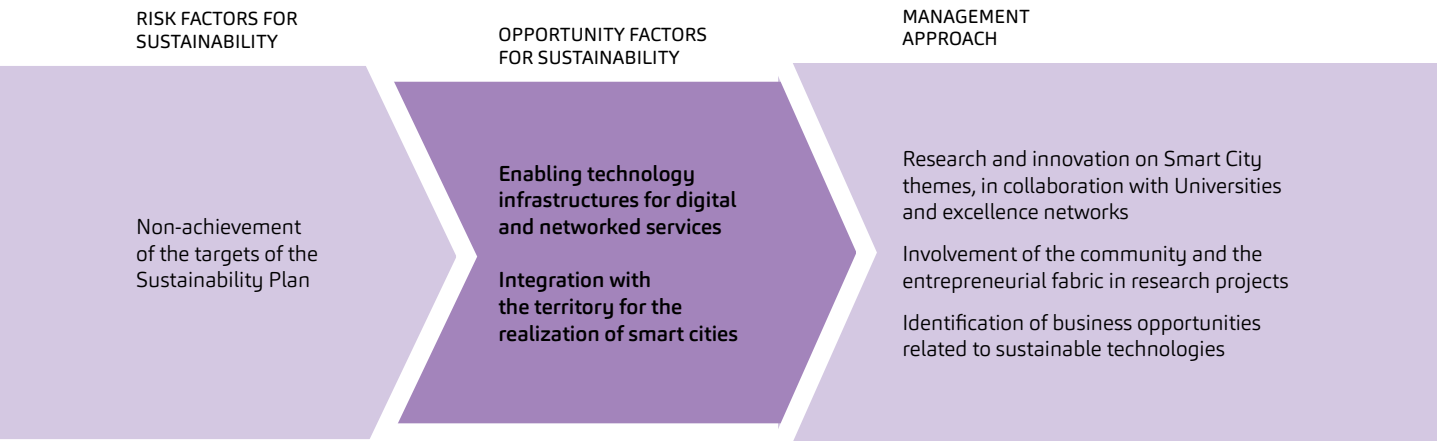 RISK FACTORS FOR
SUSTAINABILITY
Non-achievement
of the targets of the
Sustainability Plan
OPPORTUNITY FACTORS
FOR SUSTAINABILITY
Enabling technology
infrastructures for digital
and networked services
Integration with
the territory for the
realization of smart cities
MANAGEMENT
APPROACH
Research and innovation on Smart City
themes, in collaboration with Universities
and excellence networks
Involvement of the community and the
entrepreneurial fabric in research projects
Identification of business opportunities
related to sustainable technologies